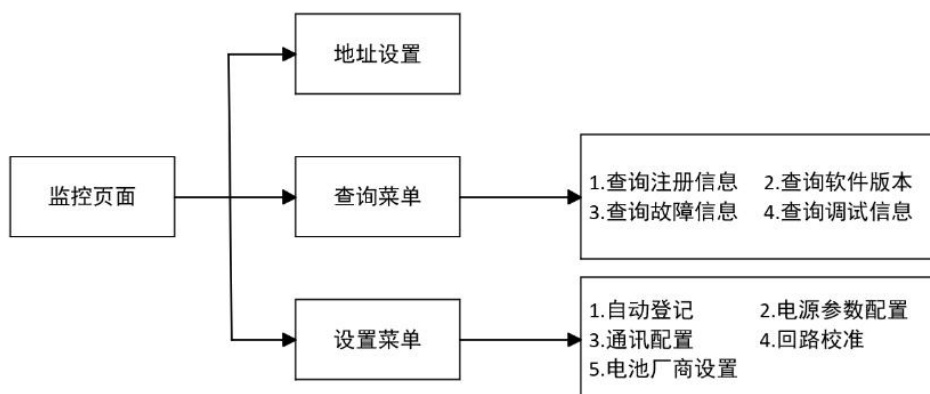 地址设置
监控页面
查询菜单
1.查询注册信息 2.查询软件版本
3.查询故障信息 4.查询调试信息
设置菜单
1.自动登记 2.电源参数配置
3.通讯配置 4.回路校准
5.电池厂商设置